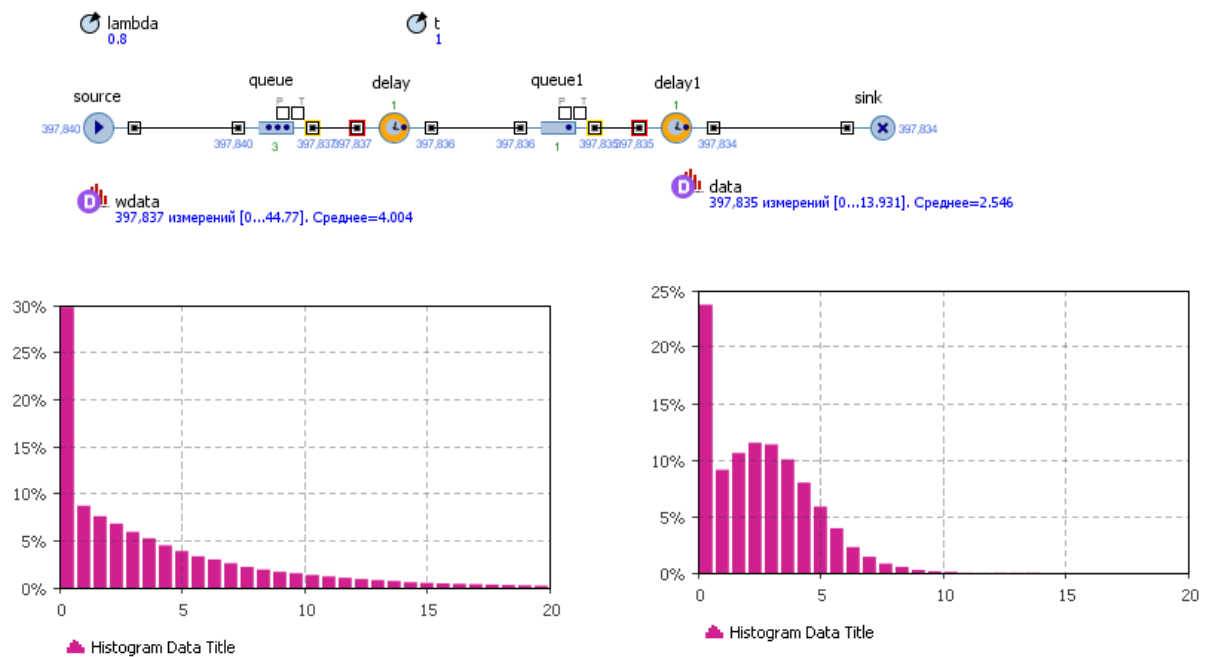 lambda
0.8
t
1
queue
delay
queue1
delay1
source
sink
P T
1
P T
1
397,840
397,840
3
397,837
397,837
397,836
397,836
1
397,835
397,835
397,834
397,834
D wdata
397,837 измерений [0...44.77]. Среднее=4.004
D data
397,835 измерений [0...13.931]. Среднее=2.546
30%
25%
20%
15%
10%
5%
0%
0 5 10 15 20
Histogram Data Title
25%
20%
15%
10%
5%
0%
0 5 10 15 20
Histogram Data Title